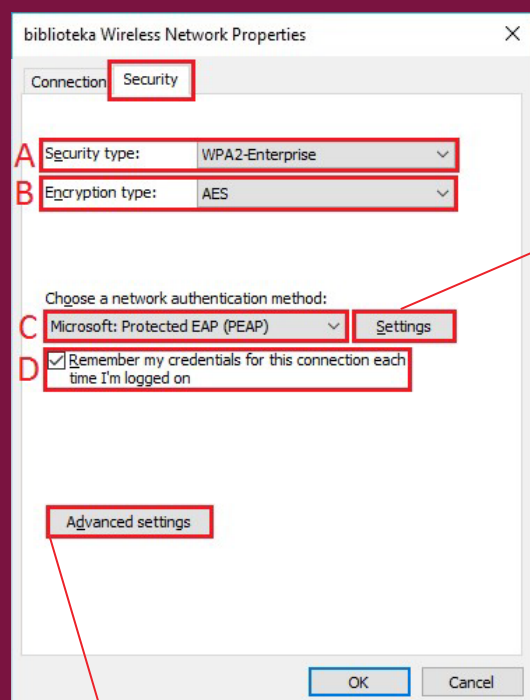 biblioteka Wireless Network Properties
Connection Security
A Security type: WPA2-Enterprise
B Encryption type: AES
Choose a network authentication method:
C Microsoft: Protected EAP (PEAP) Settings
D Remember my credentials for this connection each
time I'm logged on
Advanced settings
OK Cancel